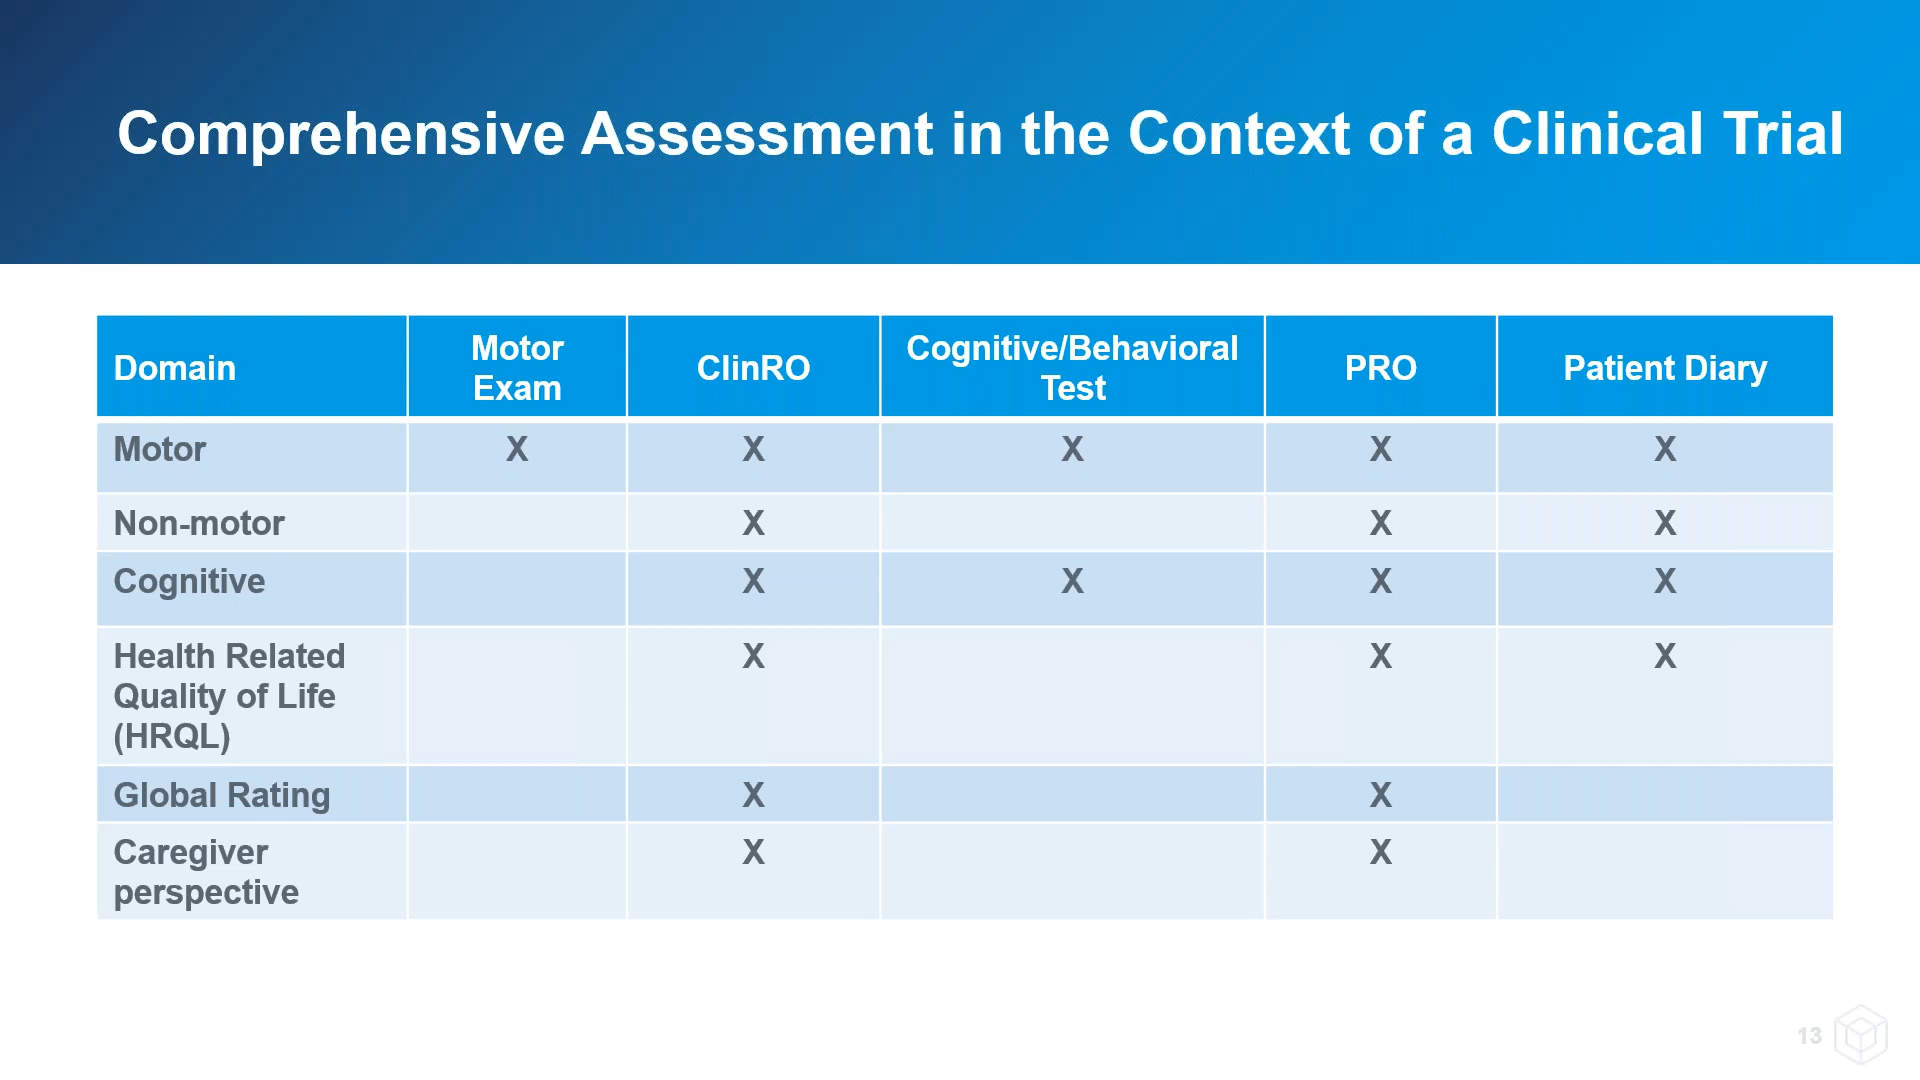 Comprehensive Assessment in the Context of a Clinical Trial
Domain Motor Exam ClinRO Cognitive/Behavioral Test PRO Patient Diary
Motor X X X X X
Non-motor X X X
Cognitive X X X X
Health Related X X X
Quality of Life
(HRQL)
Global Rating X X
Caregiver X X
perspective
13